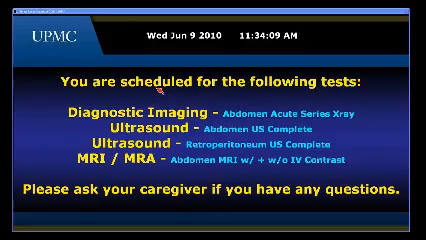 UPMC
Wed Jun 9 2010 11:34:09 AM
You are scheduled for the following tests:
Diagnostic Imaging - Abdomen Acute Series Xray
Ultrasound - Abdomen US Complete
Ultrasound - Retroperitoneum US Complete
MRI / MRA - Abdomen MRI w/ + w/o IV Contrast
Please ask your caregiver if you have any questions.